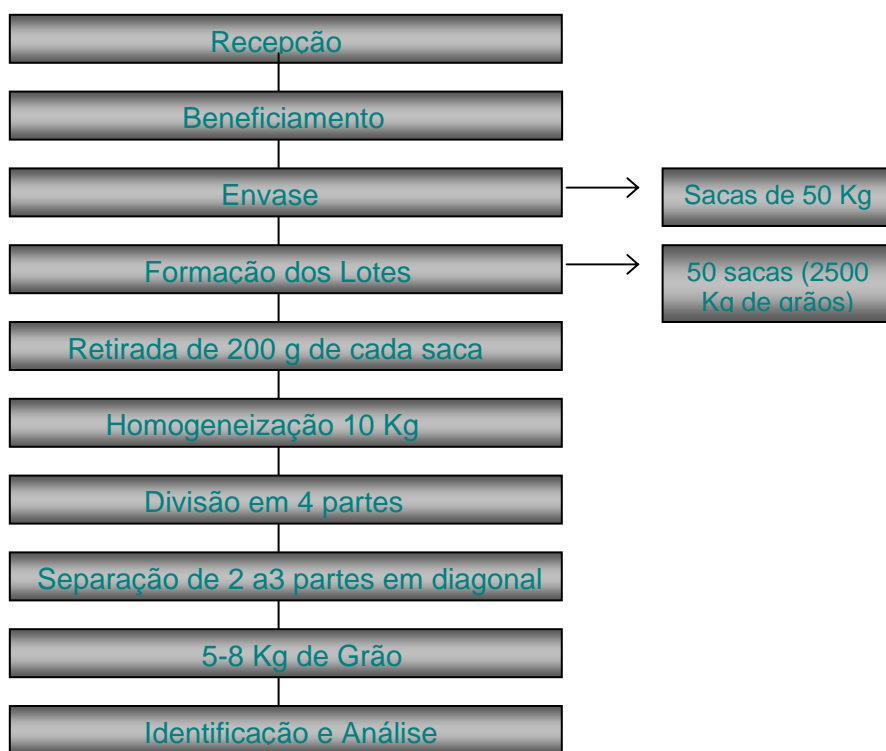 Recepção
Beneficiamento
Envase
Sacas de 50 Kg
Formação dos Lotes
50 sacas (2500
Kg de grãos)
Retirada de 200 g de cada saca
Homogeneização 10 Kg
Divisão em 4 partes
Separação de 2 a3 partes em diagonal
5-8 Kg de Grão
Identificação e Análise